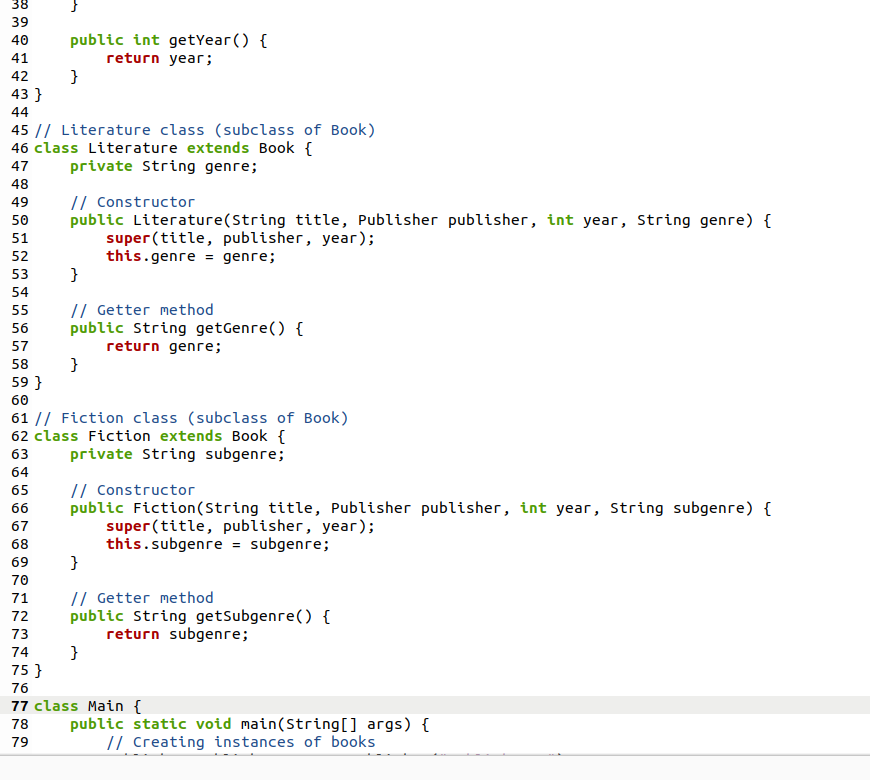 38     }
39
40     public int getYear() {
41         return year;
42     }
43 }
44
45 // Literature class (subclass of Book)
46 class Literature extends Book {
47     private String genre;
48
49     // Constructor
50     public Literature(String title, Publisher publisher, int year, String genre) {
51         super(title, publisher, year);
52         this.genre = genre;
53     }
54
55     // Getter method
56     public String getGenre() {
57         return genre;
58     }
59 }
60
61 // Fiction class (subclass of Book)
62 class Fiction extends Book {
63     private String subgenre;
64
65     // Constructor
66     public Fiction(String title, Publisher publisher, int year, String subgenre) {
67         super(title, publisher, year);
68         this.subgenre = subgenre;
69     }
70
71     // Getter method
72     public String getSubgenre() {
73         return subgenre;
74     }
75 }
76
77 class Main {
78     public static void main(String[] args) {
79         // Creating instances of books